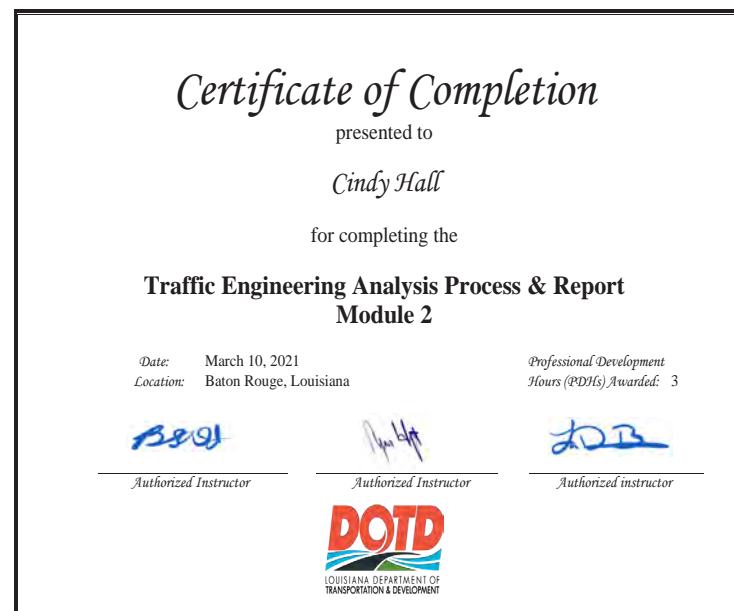 Certificate of Completion
presented to
Cindy Hall
for completing the
Traffic Engineering Analysis Process & Report
Module 2
Date: March 10, 2021
Location: Baton Rouge, Louisiana
Professional Development
Hours (PDHs) Awarded: 3
Authorized Instructor
Authorized Instructor
Authorized instructor
DOTD
LOUISIANA DEPARTMENT OF
TRANSPORTATION & DEVELOPMENT